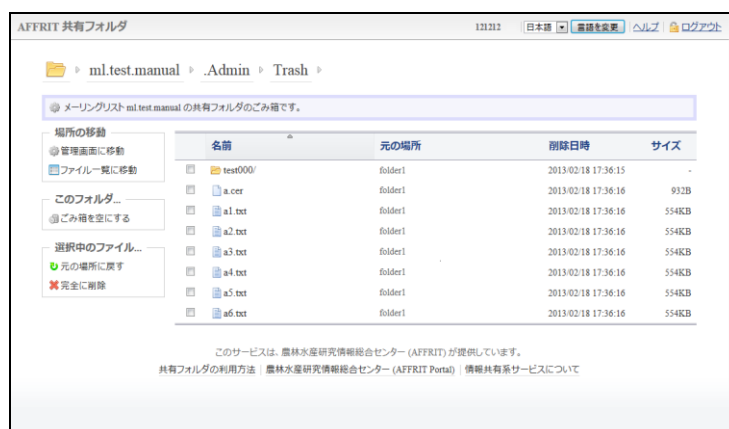 AFFRIT 共有フォルダ 121212 日本語 言語を変更 ヘルプ ログアウト
ml.test.manual .Admin Trash
メーリングリスト ml.test.manual の共有フォルダのごみ箱です。
場所の移動
管理画面に移動
ファイル一覧に移動
このフォルダ...
ごみ箱を空にする
選択中のファイル...
元の場所に戻す
完全に削除
名前 元の場所 削除日時 サイズ
test000/ folder1 2013/02/18 17:36:15 -
a.cer folder1 2013/02/18 17:36:16 932B
a1.txt folder1 2013/02/18 17:36:16 554KB
a2.txt folder1 2013/02/18 17:36:16 554KB
a3.txt folder1 2013/02/18 17:36:16 554KB
a4.txt folder1 2013/02/18 17:36:16 554KB
a5.txt folder1 2013/02/18 17:36:16 554KB
a6.txt folder1 2013/02/18 17:36:16 554KB
このサービスは、農林水産研究情報総合センター (AFFRIT) が提供しています。
共有フォルダの利用方法 | 農林水産研究情報総合センター (AFFRIT Portal) | 情報共有系サービスについて